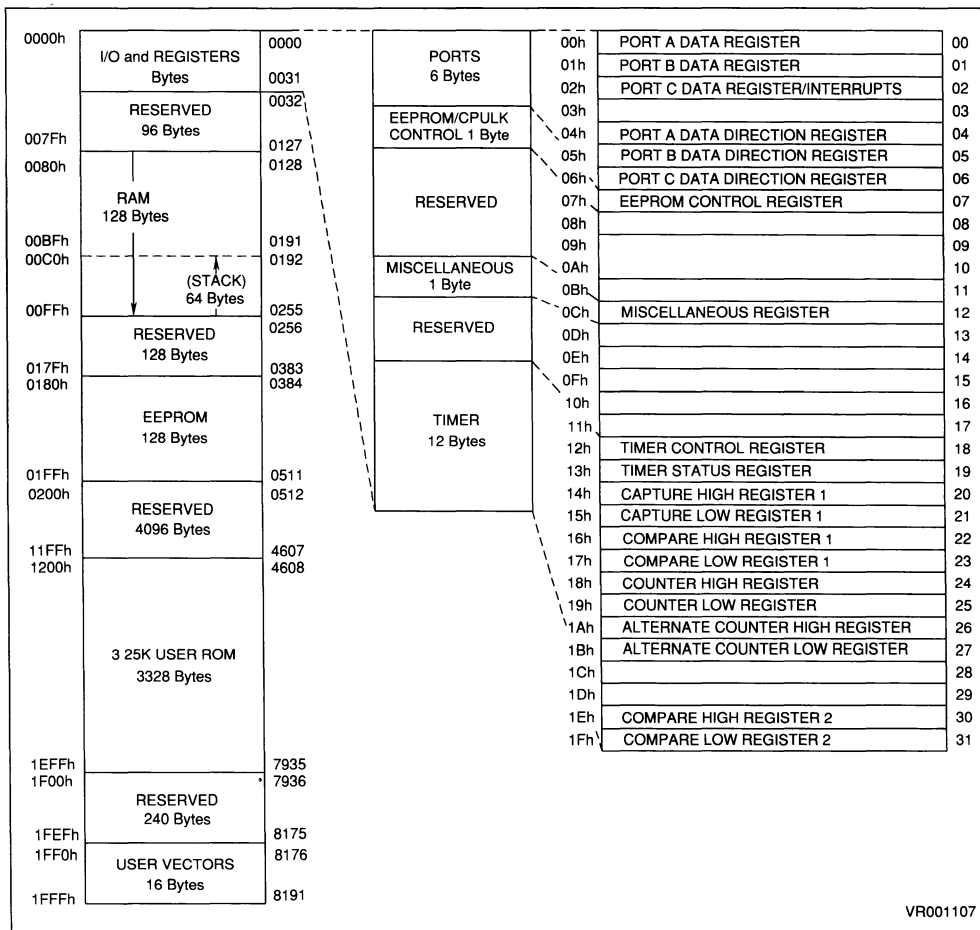 0000h
I/O and REGISTERS
Bytes
0000
0031
RESERVED
96 Bytes
0032
007Fh
0127
0080h
0128
RAM
128 Bytes
00BFh
0191
00C0h
0192
(STACK)
64 Bytes
00FFh
0255
0256
RESERVED
128 Bytes
017Fh
0383
0180h
0384
EEPROM
128 Bytes
01FFh
0511
0200h
0512
RESERVED
4096 Bytes
11FFh
4607
1200h
4608
3 25K USER ROM
3328 Bytes
1EFFh
7935
1F00h
7936
RESERVED
240 Bytes
1FEFh
8175
1FF0h
8176
USER VECTORS
16 Bytes
1FFFh
8191
PORTS
6 Bytes
EEPROM/CPULK
CONTROL 1 Byte
RESERVED
MISCELLANEOUS
1 Byte
RESERVED
TIMER
12 Bytes
00h PORT A DATA REGISTER 00
01h PORT B DATA REGISTER 01
02h PORT C DATA REGISTER/INTERRUPTS 02
03h 03
04h PORT A DATA DIRECTION REGISTER 04
05h PORT B DATA DIRECTION REGISTER 05
06h PORT C DATA DIRECTION REGISTER 06
07h EEPROM CONTROL REGISTER 07
08h 08
09h 09
0Ah 10
0Bh 11
0Ch MISCELLANEOUS REGISTER 12
0Dh 13
0Eh 14
0Fh 15
10h 16
11h 17
12h TIMER CONTROL REGISTER 18
13h TIMER STATUS REGISTER 19
14h CAPTURE HIGH REGISTER 1 20
15h CAPTURE LOW REGISTER 1 21
16h COMPARE HIGH REGISTER 1 22
17h COMPARE LOW REGISTER 1 23
18h COUNTER HIGH REGISTER 24
19h COUNTER LOW REGISTER 25
1Ah ALTERNATE COUNTER HIGH REGISTER 26
1Bh ALTERNATE COUNTER LOW REGISTER 27
1Ch 28
1Dh 29
1Eh COMPARE HIGH REGISTER 2 30
1Fh COMPARE LOW REGISTER 2 31
VR001107